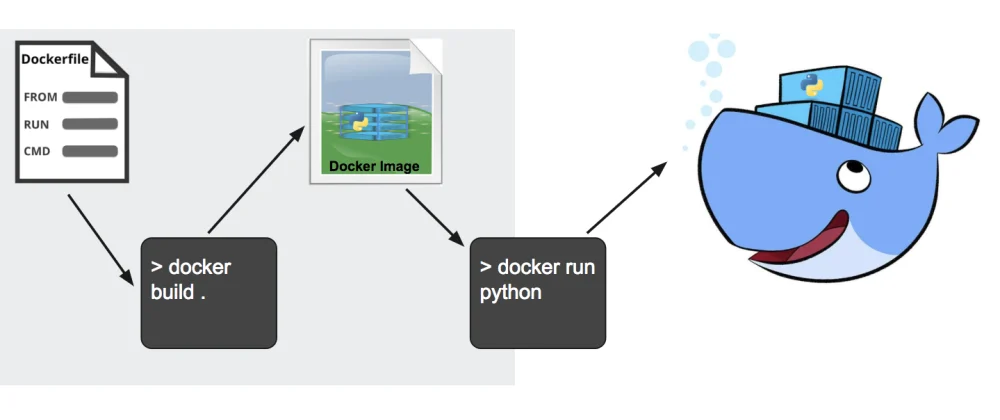 Dockerfile
FROM
RUN
CMD
> docker
build .
Docker Image
> docker run
python